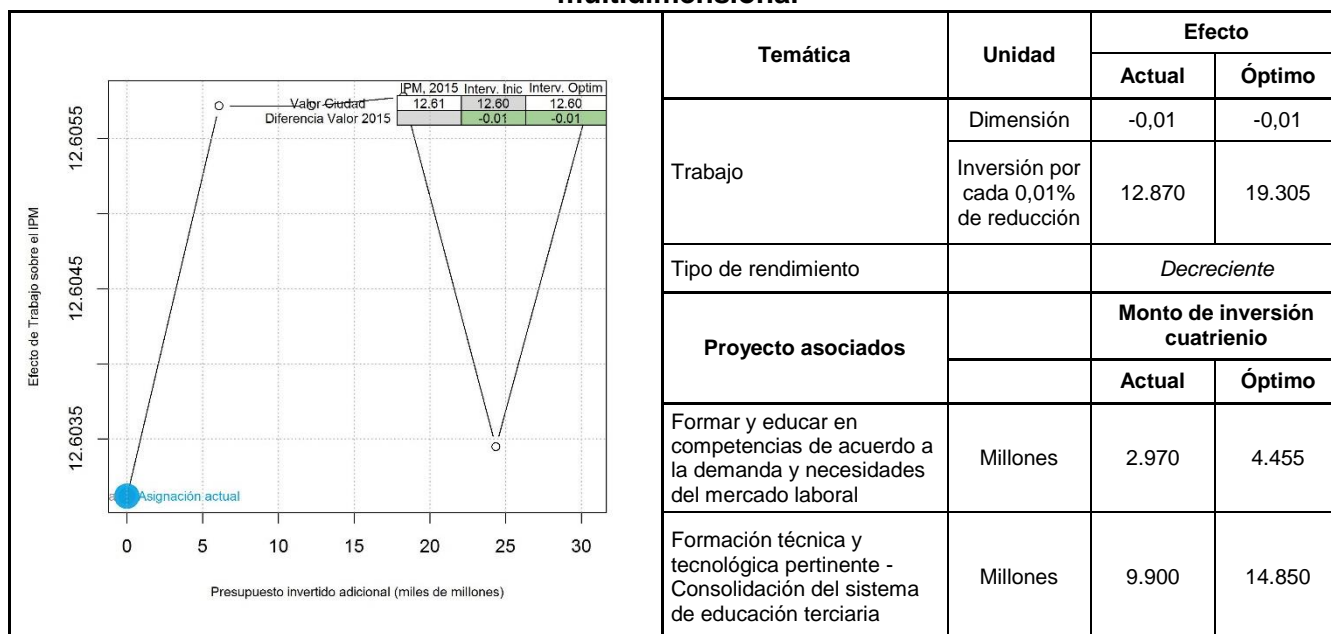 multidimensional
IPM, 2015 Interv. Inic Interv. Optim
Valor Ciudad 12.61 12.60 12.60
Diferencia Valor 2015 -0.01 -0.01
Efecto de Trabajo sobre el IPM
12.6055
12.6045
12.6035
Asignación actual
0 5 10 15 20 25 30
Presupuesto invertido adicional (miles de millones)
Temática Unidad Efecto
Actual Óptimo
Trabajo
Dimensión -0,01 -0,01
Inversión por
cada 0,01%
de reducción
12.870 19.305
Tipo de rendimiento Decreciente
Proyecto asociados
Monto de inversión
cuatrienio
Actual Óptimo
Formar y educar en
competencias de acuerdo a
la demanda y necesidades
del mercado laboral
Millones 2.970 4.455
Formación técnica y
tecnológica pertinente -
Consolidación del sistema
de educación terciaria
Millones 9.900 14.850